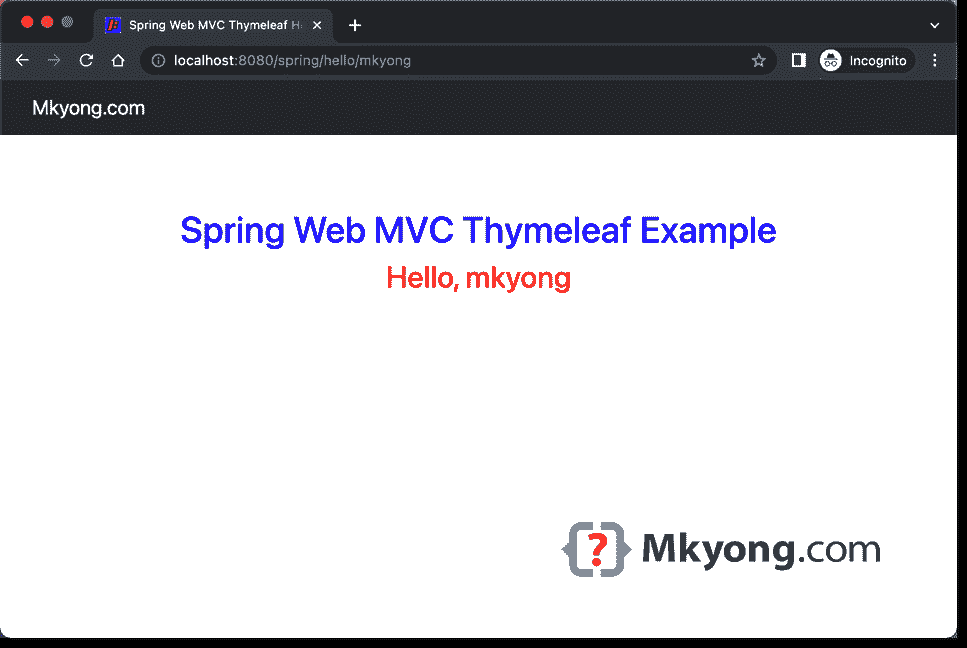 Spring Web MVC Thymeleaf H
localhost:8080/spring/hello/mkyong
Incognito
Mkyong.com
Spring Web MVC Thymeleaf Example
Hello, mkyong
{?} Mkyong.com